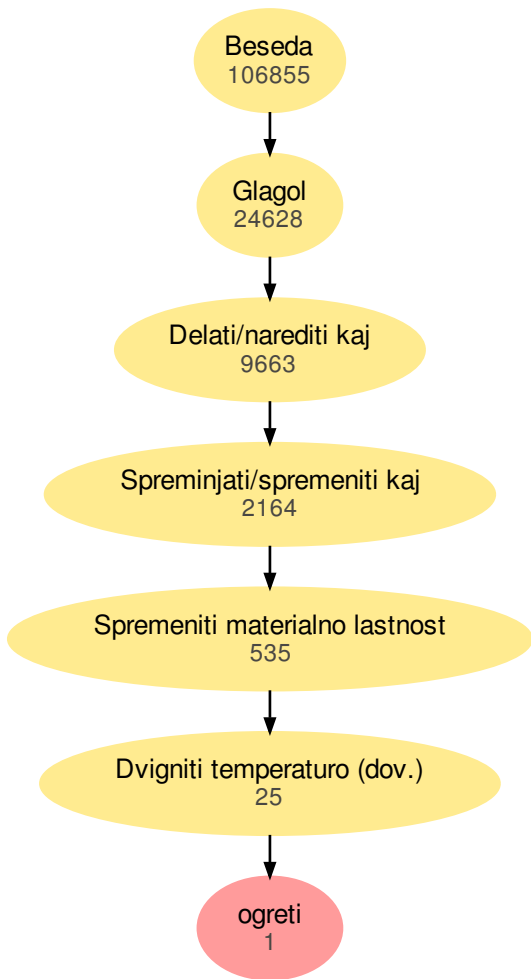 Beseda
106855
Glagol
24628
Delati/narediti kaj
9663
Spreminjati/spremeniti kaj
2164
Spremeniti materialno lastnost
535
Dvigniti temperaturo (dov.)
25
ogreti
1